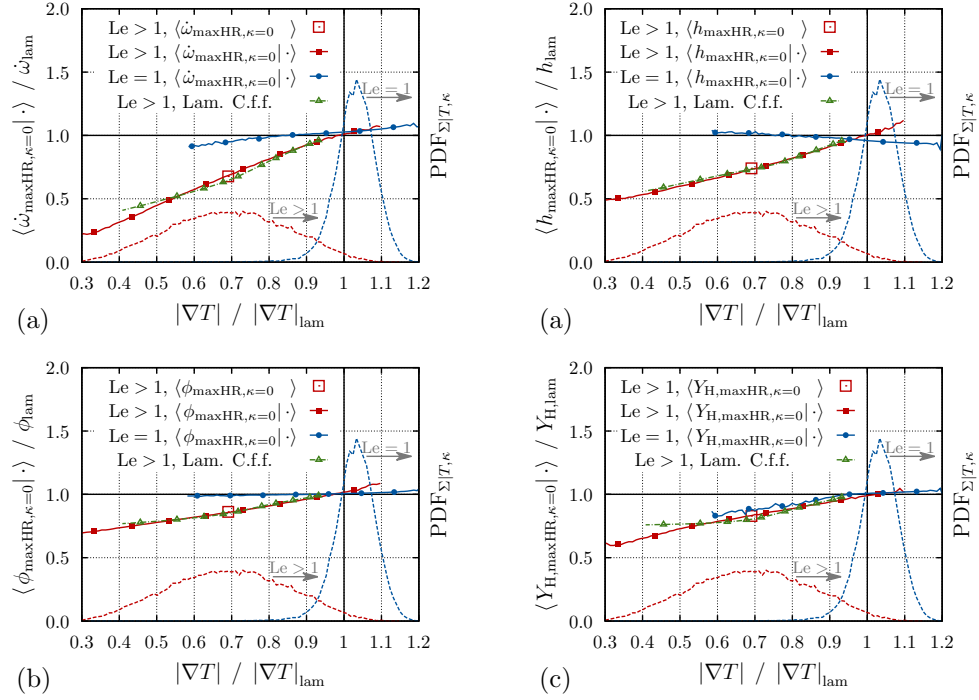 Le > 1, ⟨ω̇maxHR,κ=0 ⟩
Le > 1, ⟨ω̇maxHR,κ=0|·⟩
Le = 1, ⟨ω̇maxHR,κ=0|·⟩
Le > 1, Lam. C.f.f.
Le = 1
Le > 1
2.0
1.5
1.0
0.5
0.0
0.3 0.4 0.5 0.6 0.7 0.8 0.9 1 1.1 1.2
⟨ω̇maxHR,κ=0|·⟩ / ω̇lam
PDFΣ|T,κ
(a) |∇T| / |∇T|lam
Le > 1, ⟨hmaxHR,κ=0 ⟩
Le > 1, ⟨hmaxHR,κ=0|·⟩
Le = 1, ⟨hmaxHR,κ=0|·⟩
Le > 1, Lam. C.f.f.
Le = 1
Le > 1
2.0
1.5
1.0
0.5
0.0
0.3 0.4 0.5 0.6 0.7 0.8 0.9 1 1.1 1.2
⟨hmaxHR,κ=0|·⟩ / hlam
PDFΣ|T,κ
(a) |∇T| / |∇T|lam
Le > 1, ⟨ϕmaxHR,κ=0 ⟩
Le > 1, ⟨ϕmaxHR,κ=0|·⟩
Le = 1, ⟨ϕmaxHR,κ=0|·⟩
Le > 1, Lam. C.f.f.
Le = 1
Le > 1
2.0
1.5
1.0
0.5
0.0
0.3 0.4 0.5 0.6 0.7 0.8 0.9 1 1.1 1.2
⟨ϕmaxHR,κ=0|·⟩ / ϕlam
PDFΣ|T,κ
(b) |∇T| / |∇T|lam
Le > 1, ⟨YH,maxHR,κ=0 ⟩
Le > 1, ⟨YH,maxHR,κ=0|·⟩
Le = 1, ⟨YH,maxHR,κ=0|·⟩
Le > 1, Lam. C.f.f.
Le = 1
Le > 1
2.0
1.5
1.0
0.5
0.0
0.3 0.4 0.5 0.6 0.7 0.8 0.9 1 1.1 1.2
⟨YH,maxHR,κ=0|·⟩ / YH,lam
PDFΣ|T,κ
(c) |∇T| / |∇T|lam